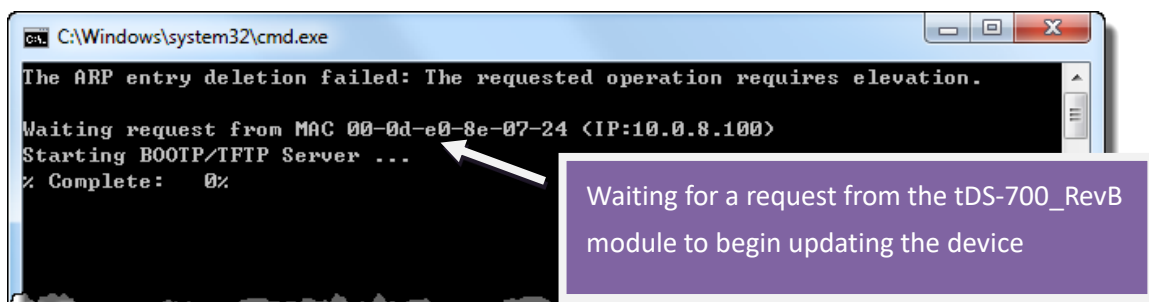 C:\Windows\system32\cmd.exe
The ARP entry deletion failed: The requested operation requires elevation.
Waiting request from MAC 00-0d-e0-8e-07-24 (IP:10.0.8.100)
Starting BOOTP/TFTP Server ...
% Complete:   0%
Waiting for a request from the tDS-700_RevB
module to begin updating the device